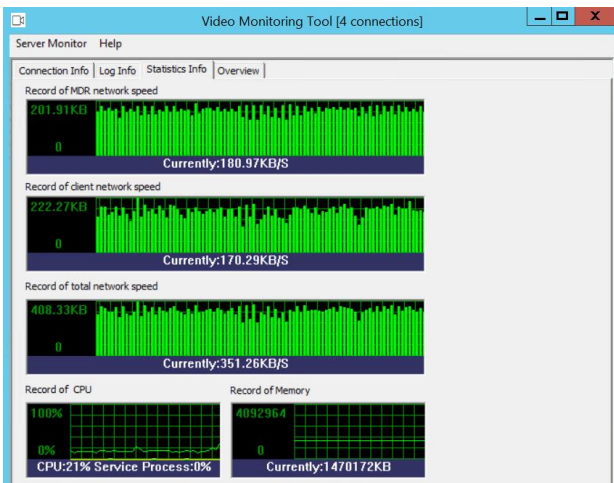 Video Monitoring Tool [4 connections]
Server Monitor Help
Connection Info Log Info Statistics Info Overview
Record of MDR network speed
201.91KB
0
Currently:180.97KB/S
Record of client network speed
222.27KB
0
Currently:170.29KB/S
Record of total network speed
408.33KB
0
Currently:351.26KB/S
Record of CPU Record of Memory
100% 4092964
0% 0
CPU:21% Service Process:0% Currently:1470172KB